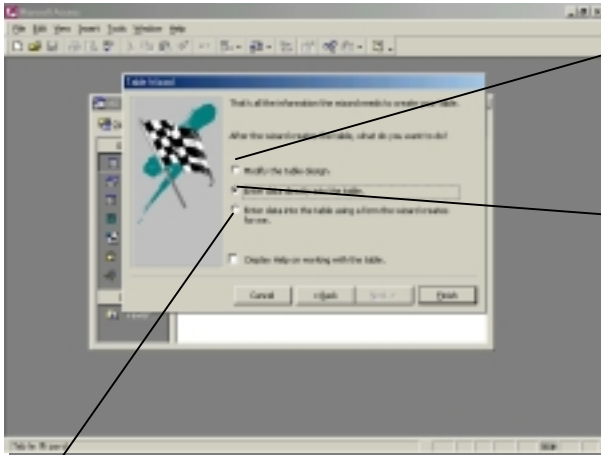 Microsoft Access
File Edit View Insert Tools Window Help
Table Wizard
That's all the information the wizard needs to create your table.
After the wizard creates the table, what do you want to do?
Modify the table design.
Enter data directly into the table.
Enter data into the table using a form the wizard creates
for me.
Display Help on working with the table.
Cancel
< Back
Next >
Finish